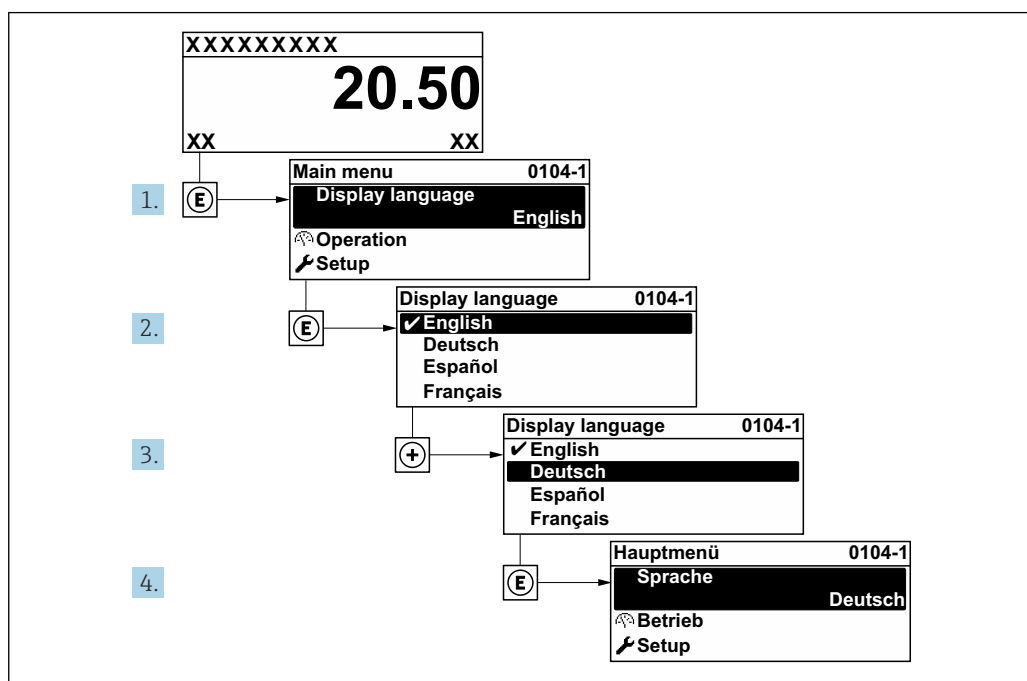 XXXXXXXXX
20.50
XX XX
1. E
Main menu 0104-1
Display language
English
Operation
Setup
2. E
Display language 0104-1
✔English
Deutsch
Español
Français
3. +
Display language 0104-1
✔English
Deutsch
Español
Français
4. E
Hauptmenü 0104-1
Sprache
Deutsch
Betrieb
Setup